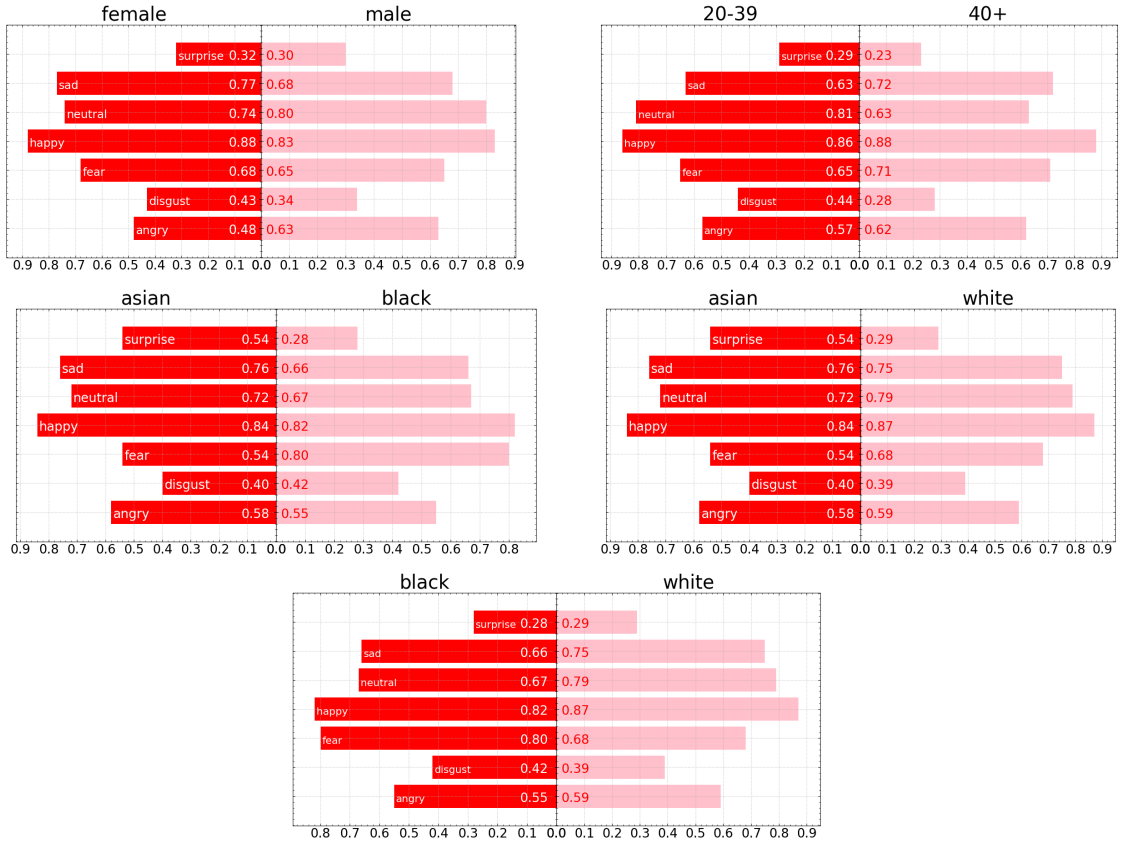 female male
surprise 0.32 0.30
sad 0.77 0.68
neutral 0.74 0.80
happy 0.88 0.83
fear 0.68 0.65
disgust 0.43 0.34
angry 0.48 0.63
0.9 0.8 0.7 0.6 0.5 0.4 0.3 0.2 0.1 0.0 0.1 0.2 0.3 0.4 0.5 0.6 0.7 0.8 0.9
20-39 40+
surprise 0.29 0.23
sad 0.63 0.72
neutral 0.81 0.63
happy 0.86 0.88
fear 0.65 0.71
disgust 0.44 0.28
angry 0.57 0.62
0.9 0.8 0.7 0.6 0.5 0.4 0.3 0.2 0.1 0.0 0.1 0.2 0.3 0.4 0.5 0.6 0.7 0.8 0.9
asian black
surprise 0.54 0.28
sad 0.76 0.66
neutral 0.72 0.67
happy 0.84 0.82
fear 0.54 0.80
disgust 0.40 0.42
angry 0.58 0.55
0.9 0.8 0.7 0.6 0.5 0.4 0.3 0.2 0.1 0.0 0.1 0.2 0.3 0.4 0.5 0.6 0.7 0.8
asian white
surprise 0.54 0.29
sad 0.76 0.75
neutral 0.72 0.79
happy 0.84 0.87
fear 0.54 0.68
disgust 0.40 0.39
angry 0.58 0.59
0.9 0.8 0.7 0.6 0.5 0.4 0.3 0.2 0.1 0.0 0.1 0.2 0.3 0.4 0.5 0.6 0.7 0.8 0.9
black white
surprise 0.28 0.29
sad 0.66 0.75
neutral 0.67 0.79
happy 0.82 0.87
fear 0.80 0.68
disgust 0.42 0.39
angry 0.55 0.59
0.8 0.7 0.6 0.5 0.4 0.3 0.2 0.1 0.0 0.1 0.2 0.3 0.4 0.5 0.6 0.7 0.8 0.9